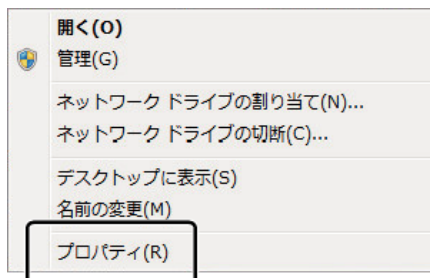 開く(O)
管理(G)
ネットワーク ドライブの割り当て(N)...
ネットワーク ドライブの切断(C)...
デスクトップに表示(S)
名前の変更(M)
プロパティ(R)